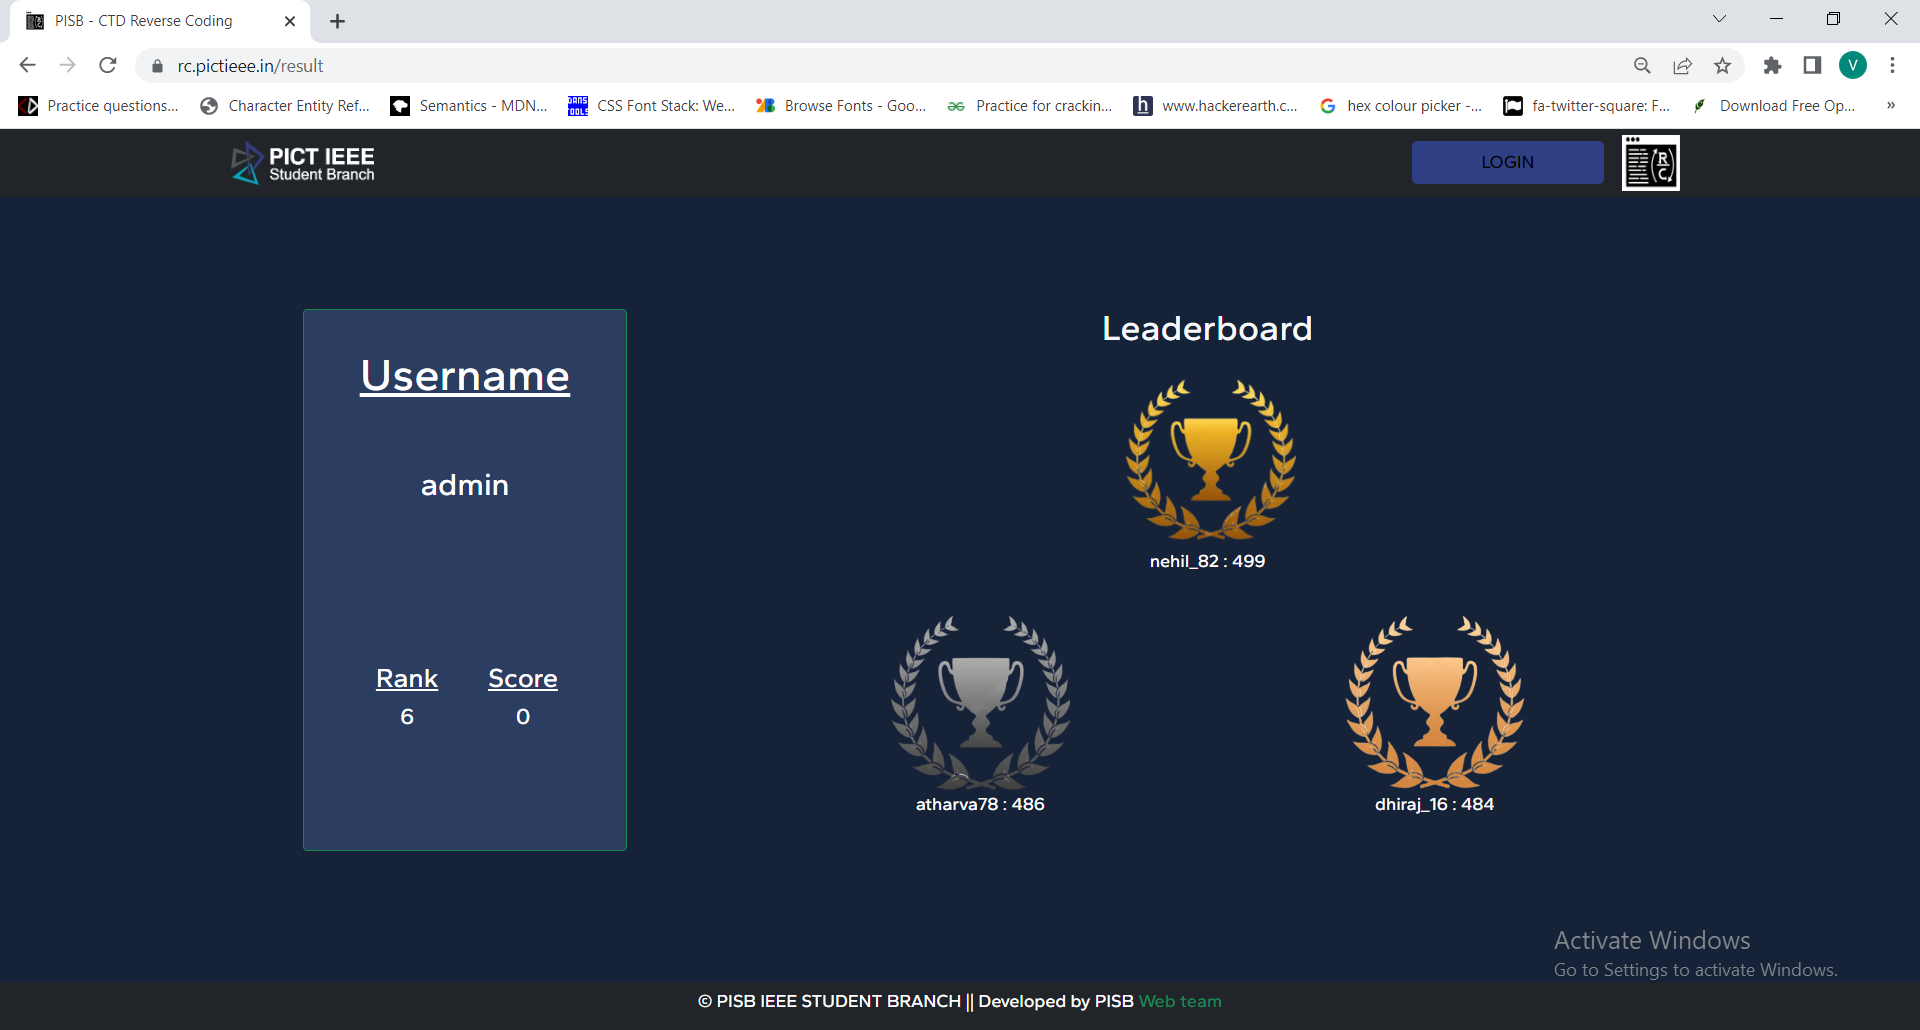 PISB - CTD Reverse Coding
rc.pictieee.in/result
V
Practice questions... Character Entity Ref... Semantics - MDN... CSS Font Stack: We... Browse Fonts - Goo... Practice for crackin... www.hackerearth.c... hex colour picker -... fa-twitter-square: F... Download Free Op... »
PICT IEEE
Student Branch
LOGIN
R
C
Username
admin
Rank Score
6 0
Leaderboard
nehil_82 : 499
atharva78 : 486
dhiraj_16 : 484
Activate Windows
Go to Settings to activate Windows.
© PISB IEEE STUDENT BRANCH || Developed by PISB Web team